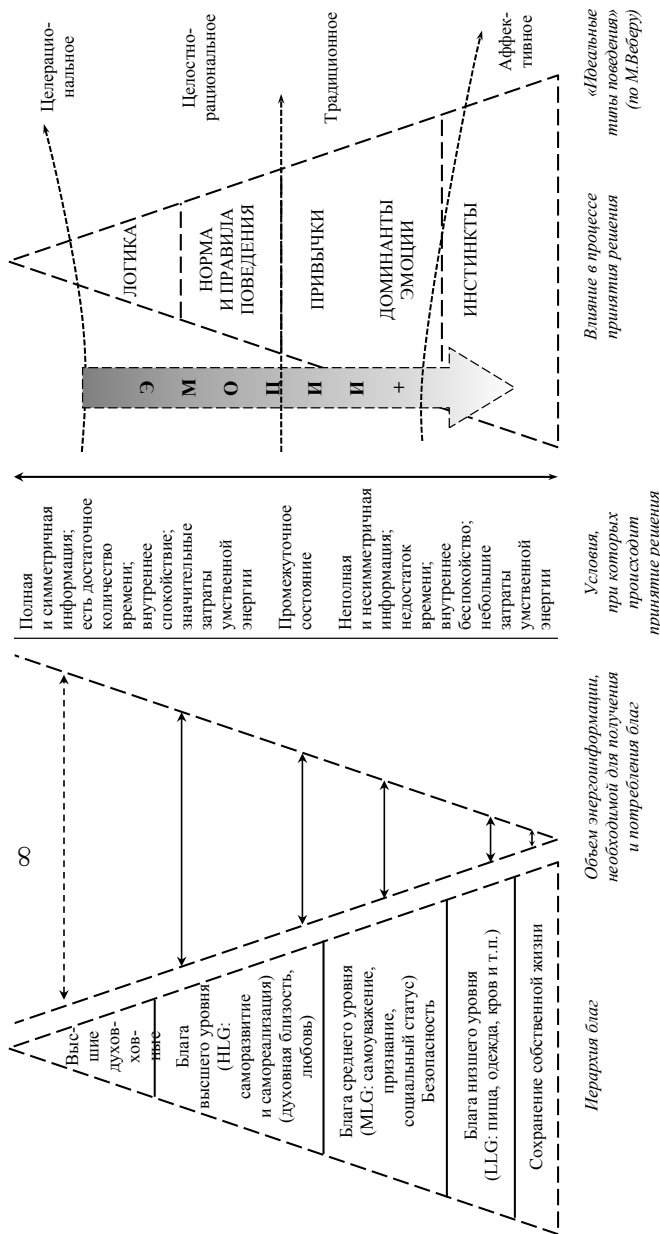 Выс-
шие
духов-
хов-
ные
Блага
высшего уровня
(HLG:
саморазвитие
и самореализация)
(духовная близость,
любовь)
Блага среднего уровня
(MLG: самоуважение,
признание,
социальный статус)
Безопасность
Блага низшего уровня
(LLG: пища, одежда, кров и т.п.)
Сохранение собственной жизни
Иерархия благ
∞
Объем энергоинформации,
необходимой для получения
и потребления благ
Полная
и симметричная
информация;
есть достаточное
количество
времени;
внутреннее
спокойствие;
значительные
затраты
умственной
энергии
Промежуточное
состояние
Неполная
и несимметричная
информация;
недостаток
времени;
внутреннее
беспокойство;
небольшие
затраты
умственной
энергии
Условия,
при которых
происходит
принятие решения
Э
М
О
Ц
И
И
+
ЛОГИКА
НОРМА
И ПРАВИЛА
ПОВЕДЕНИЯ
ПРИВЫЧКИ
ДОМИНАНТЫ
ЭМОЦИИ
ИНСТИНКТЫ
Влияние в процессе
принятия решения
Целерацио-
нальное
Целостно-
рациональное
Традиционное
Аффек-
тивное
«Идеальные
типы поведения»
(по М.Веберу)